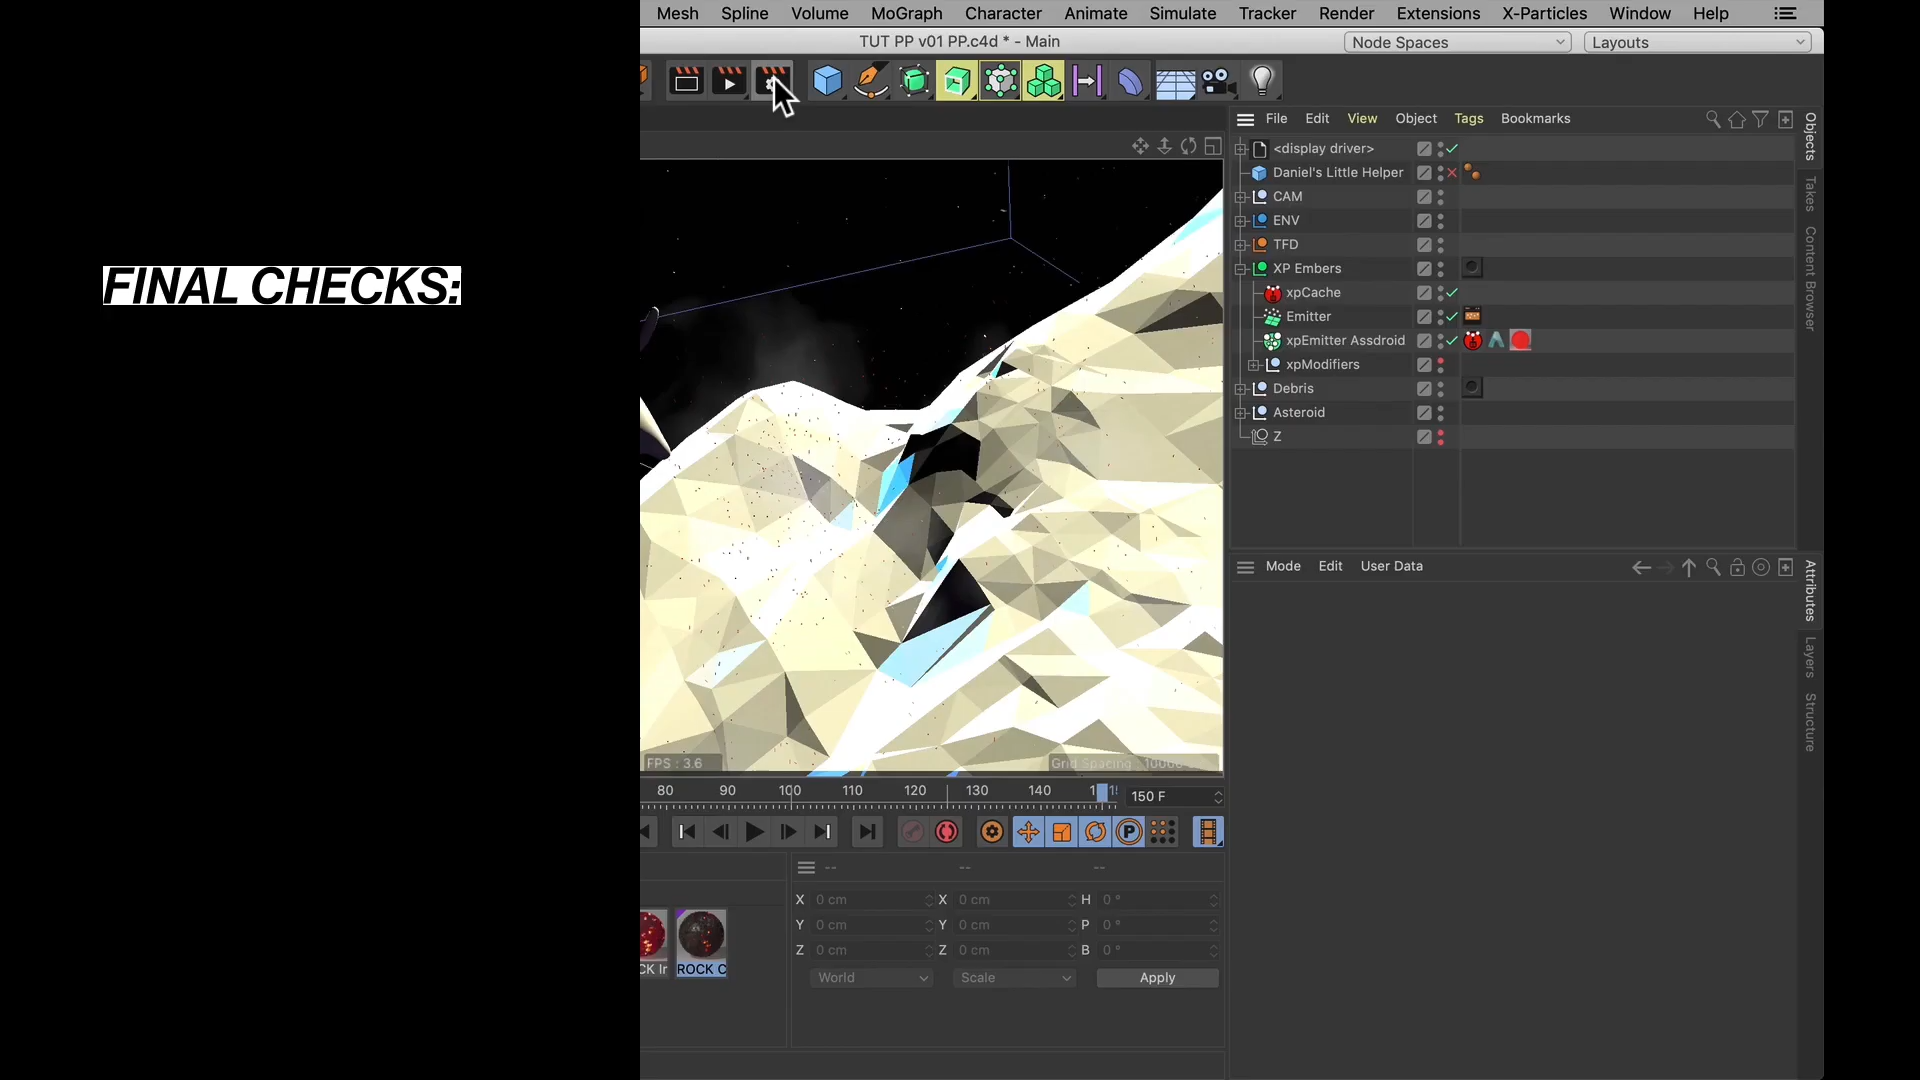 Mesh Spline Volume MoGraph Character Animate Simulate Tracker Render Extensions X-Particles Window Help
TUT PP v01 PP.c4d * - Main
Node Spaces
Layouts
FINAL CHECKS:
File Edit View Object Tags Bookmarks
<display driver>
Daniel's Little Helper
CAM
ENV
TFD
XP Embers
xpCache
Emitter
xpEmitter Assdroid
xpModifiers
Debris
Asteroid
Z
Objects
Takes
Content Browser
Mode Edit User Data
Attributes
Layers
Structure
FPS : 3.6
Grid Spacing :
80 90 100 110 120 130 140
150 F
P
-- -- --
X 0 cm X 0 cm H 0 °
Y 0 cm Y 0 cm P 0 °
Z 0 cm Z 0 cm B 0 °
World Scale Apply
CK Ir
ROCK C